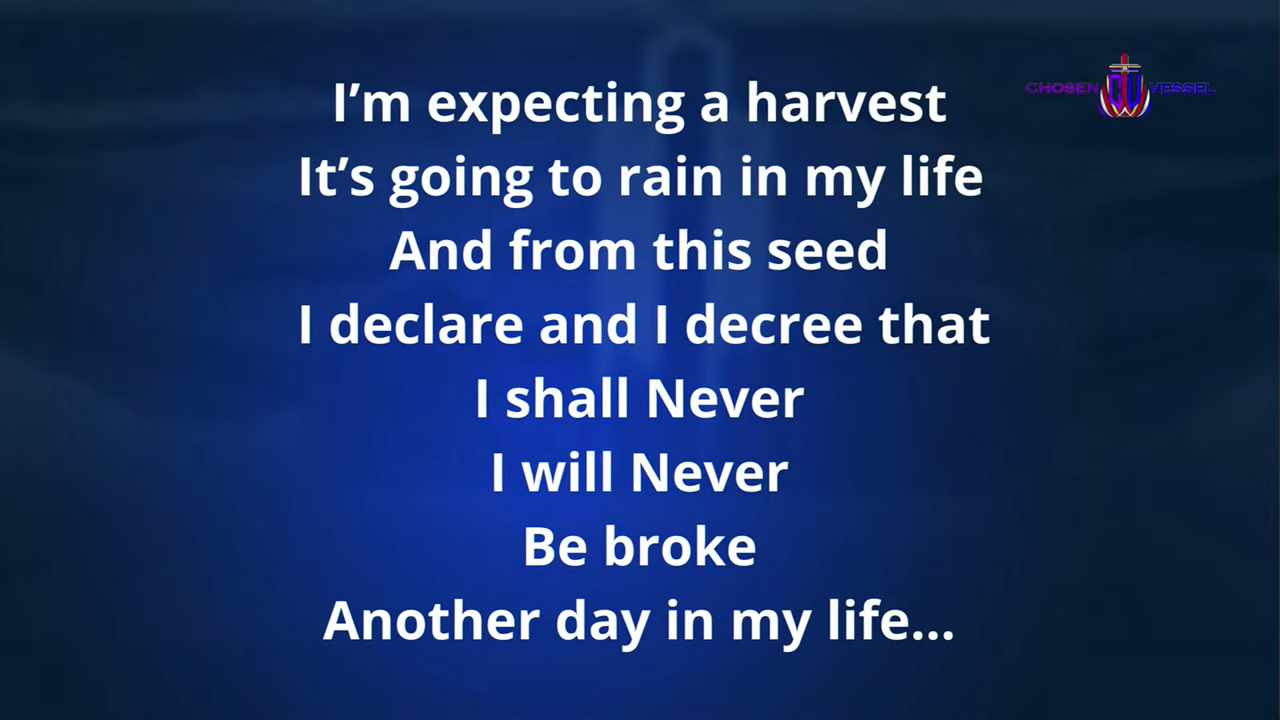 I’m expecting a harvest
It’s going to rain in my life
And from this seed
I declare and I decree that
I shall Never
I will Never
Be broke
Another day in my life...
CHOSEN CV VESSEL